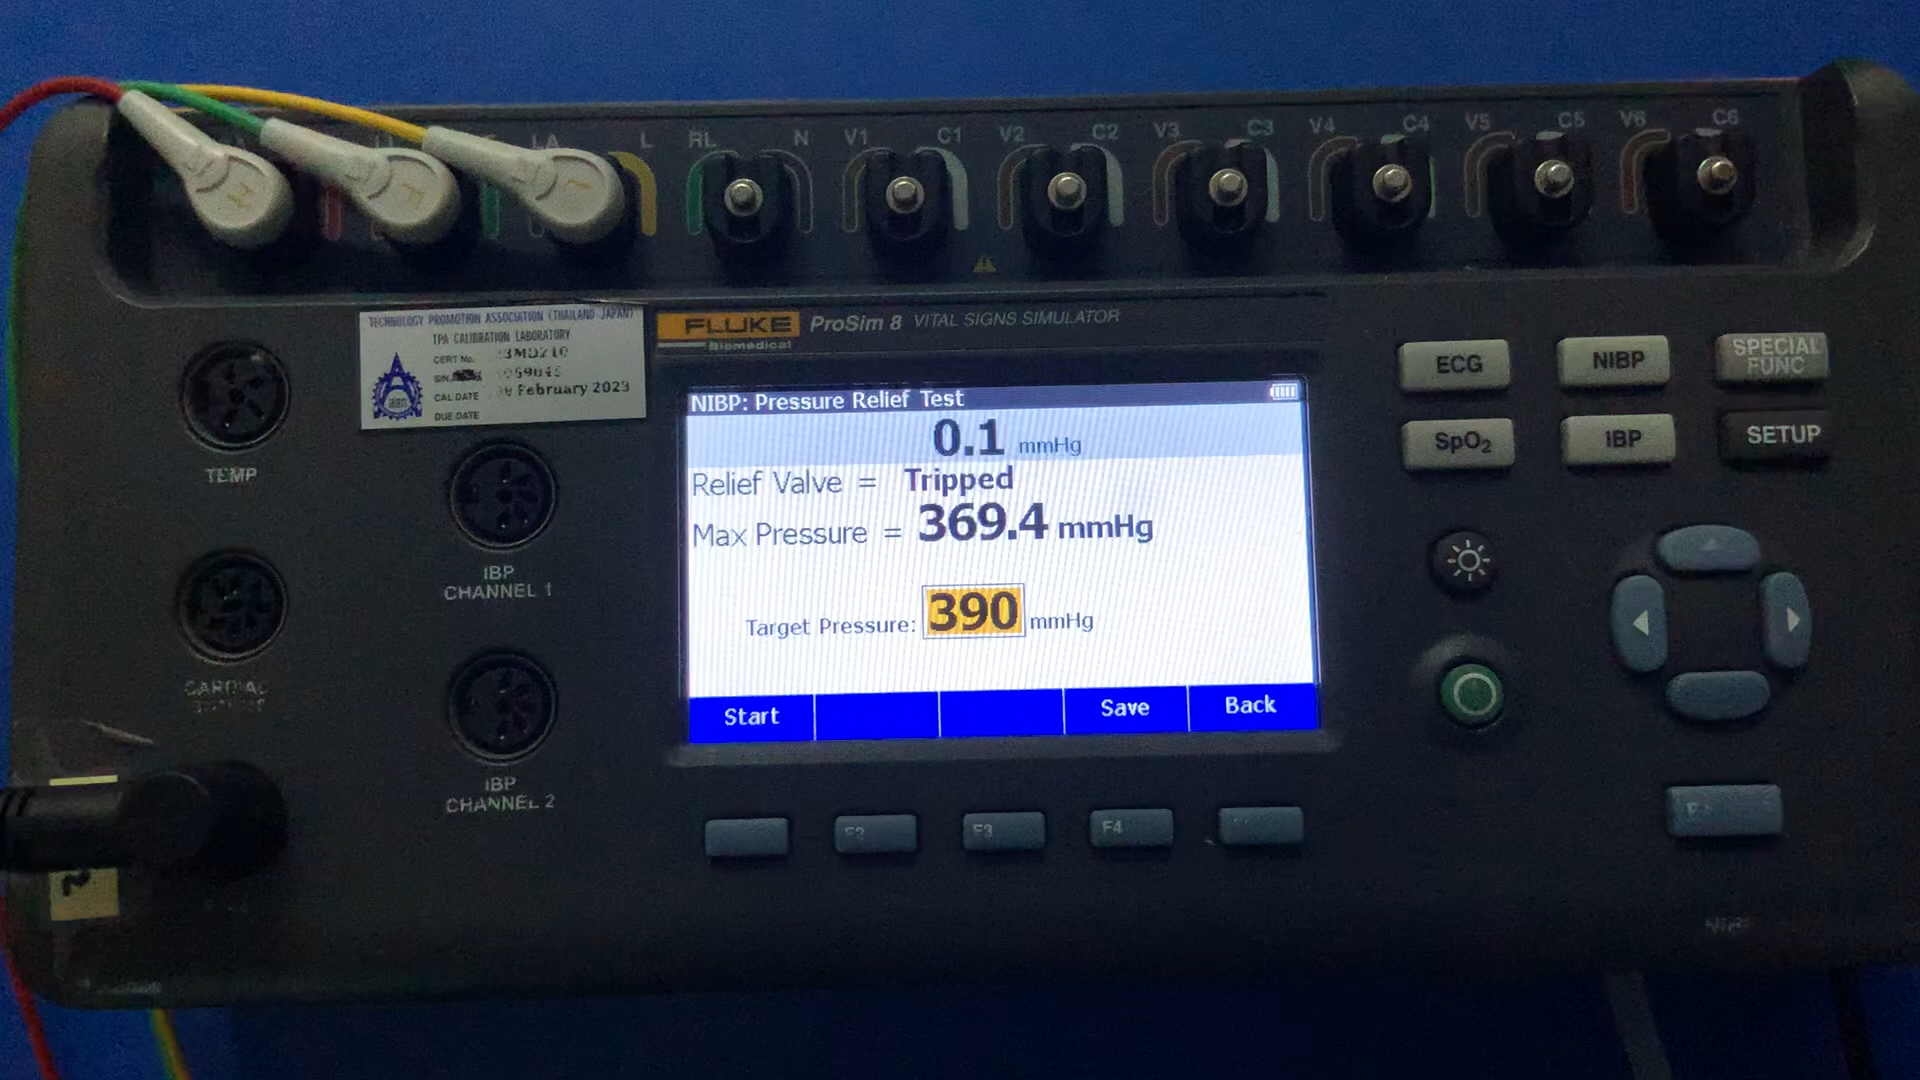 LA L RL N V1 C1 V2 C2 V3 C3 V4 C4 V5 C5 V6 C6
TECHNOLOGY PROMOTION ASSOCIATION (THAILAND-JAPAN)
CALIBRATION LABORATORY
CERT No.
S/N.
CAL DATE February 2023
DUE DATE
FLUKE
Biomedical
ProSim 8 VITAL SIGNS SIMULATOR
TEMP
IBP
CHANNEL 1
IBP
CHANNEL 2
NIBP: Pressure Relief Test
0.1 mmHg
Relief Valve = Tripped
Max Pressure = 369.4 mmHg
Target Pressure: 390 mmHg
Start Save Back
F2 F3 F4
ECG NIBP SPECIAL FUNC
SpO2 IBP SETUP